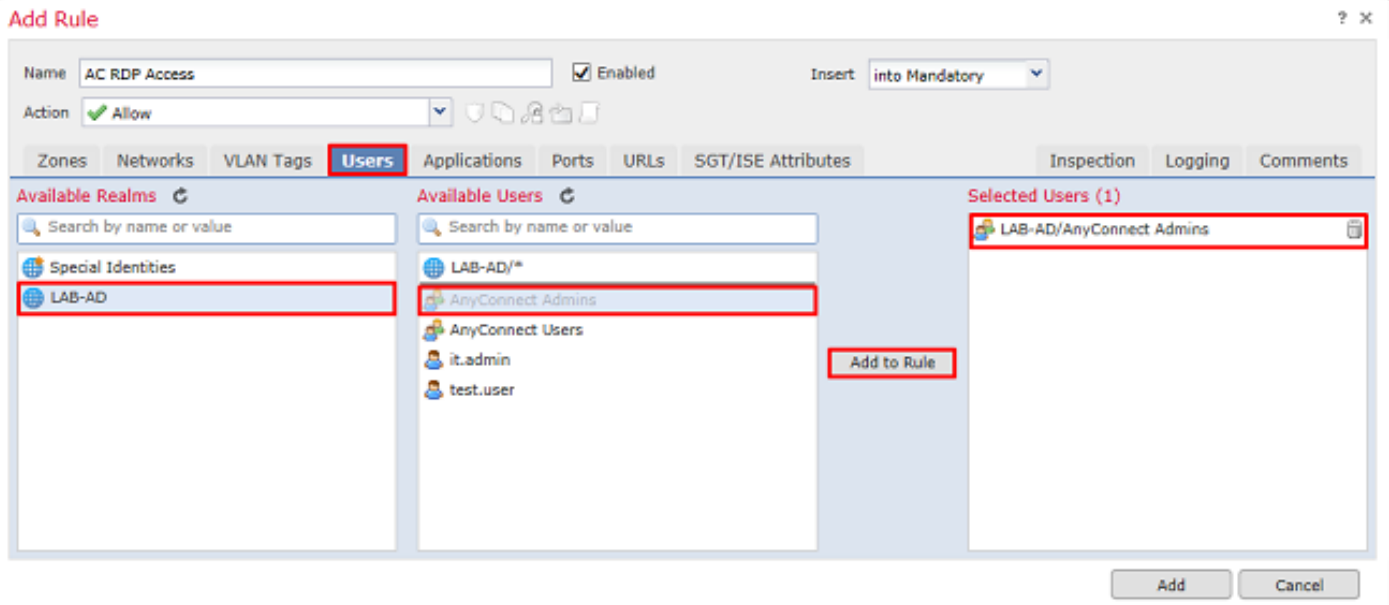 Add Rule
? ×
Name AC RDP Access Enabled Insert into Mandatory
Action Allow
Zones Networks VLAN Tags Users Applications Ports URLs SGT/ISE Attributes Inspection Logging Comments
Available Realms Available Users Selected Users (1)
Search by name or value Search by name or value LAB-AD/AnyConnect Admins
Special Identities LAB-AD/*
LAB-AD AnyConnect Admins
AnyConnect Users
it.admin Add to Rule
test.user
Add Cancel